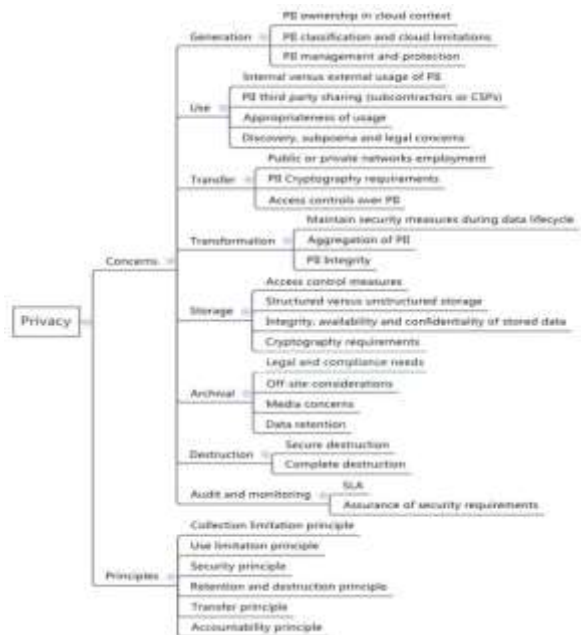 PII ownership in cloud context
Generation
PII classification and cloud limitations
PII management and protection
Internal versus external usage of PII
PII third party sharing (subcontractors or CSPs)
Use
Appropriateness of usage
Discovery, subpoena and legal concerns
Public or private networks employment
Transfer
PII Cryptography requirements
Access controls over PII
Maintain security measures during data lifecycle
Transformation
Aggregation of PII
PII Integrity
Concerns
Access control measures
Structured versus unstructured storage
Storage
Integrity, availability and confidentiality of stored data
Cryptography requirements
Privacy
Legal and compliance needs
Off site considerations
Archival
Media concerns
Data retention
Secure destruction
Destruction
Complete destruction
SLA
Audit and monitoring
Assurance of security requirements
Collection limitation principle
Use limitation principle
Security principle
Principles
Retention and destruction principle
Transfer principle
Accountability principle